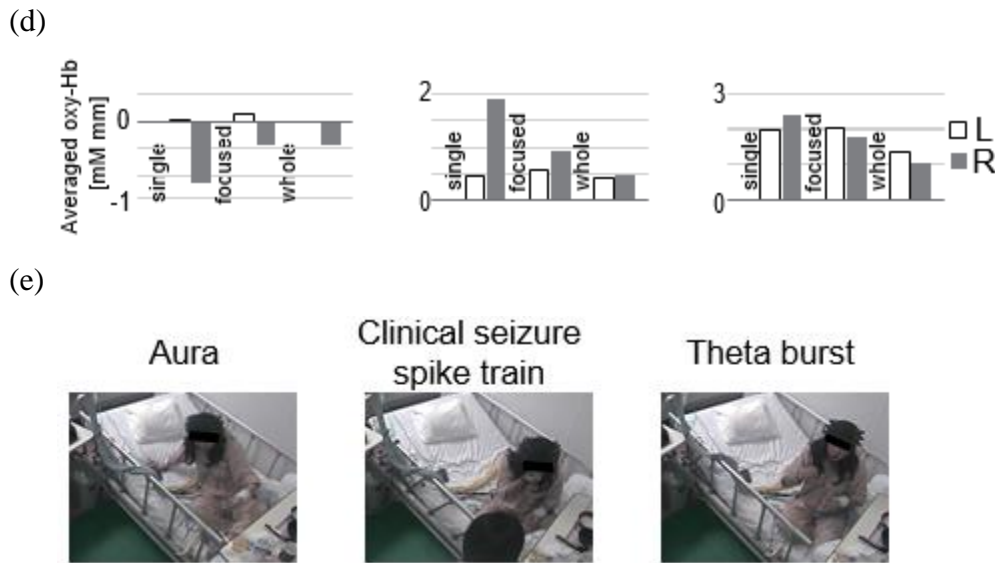 (d)
Averaged oxy-Hb
[mM mm]
0
-1
single
focused
whole
2
0
single
focused
whole
3
0
single
focused
whole
L
R
(e)
Aura
Clinical seizure
spike train
Theta burst